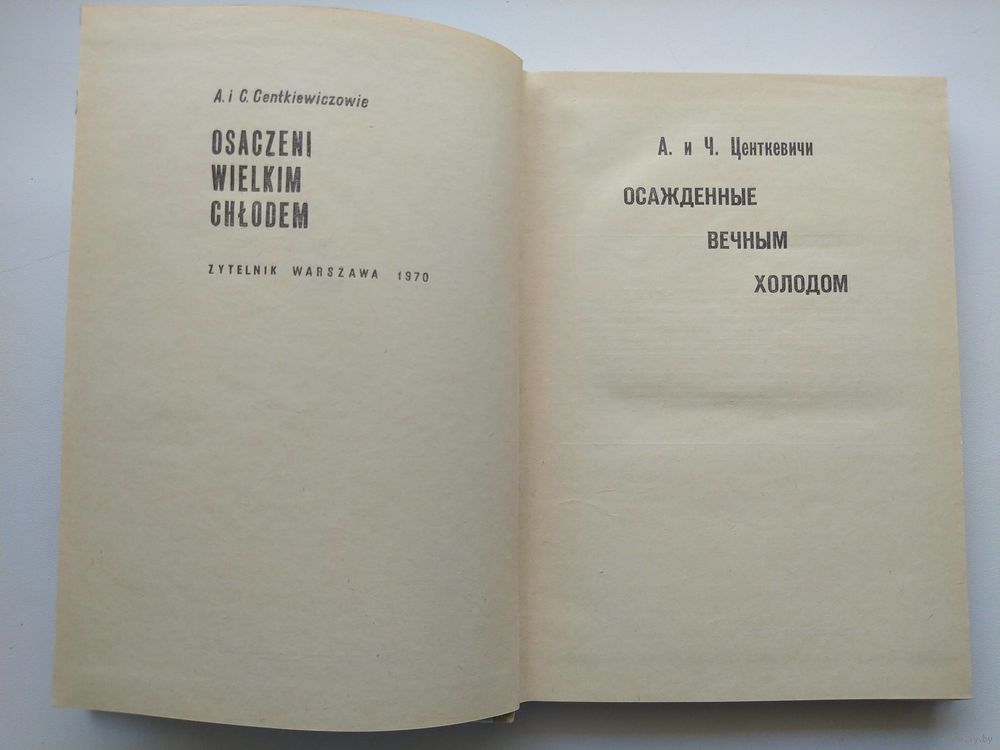 A. i C. Centkiewiczowie
OSACZENI
WIELKIM
CHŁODEM
ZYTELNIK WARSZAWA 1970
А. и Ч. Центкевичи
ОСАЖДЕННЫЕ
ВЕЧНЫМ
ХОЛОДОМ